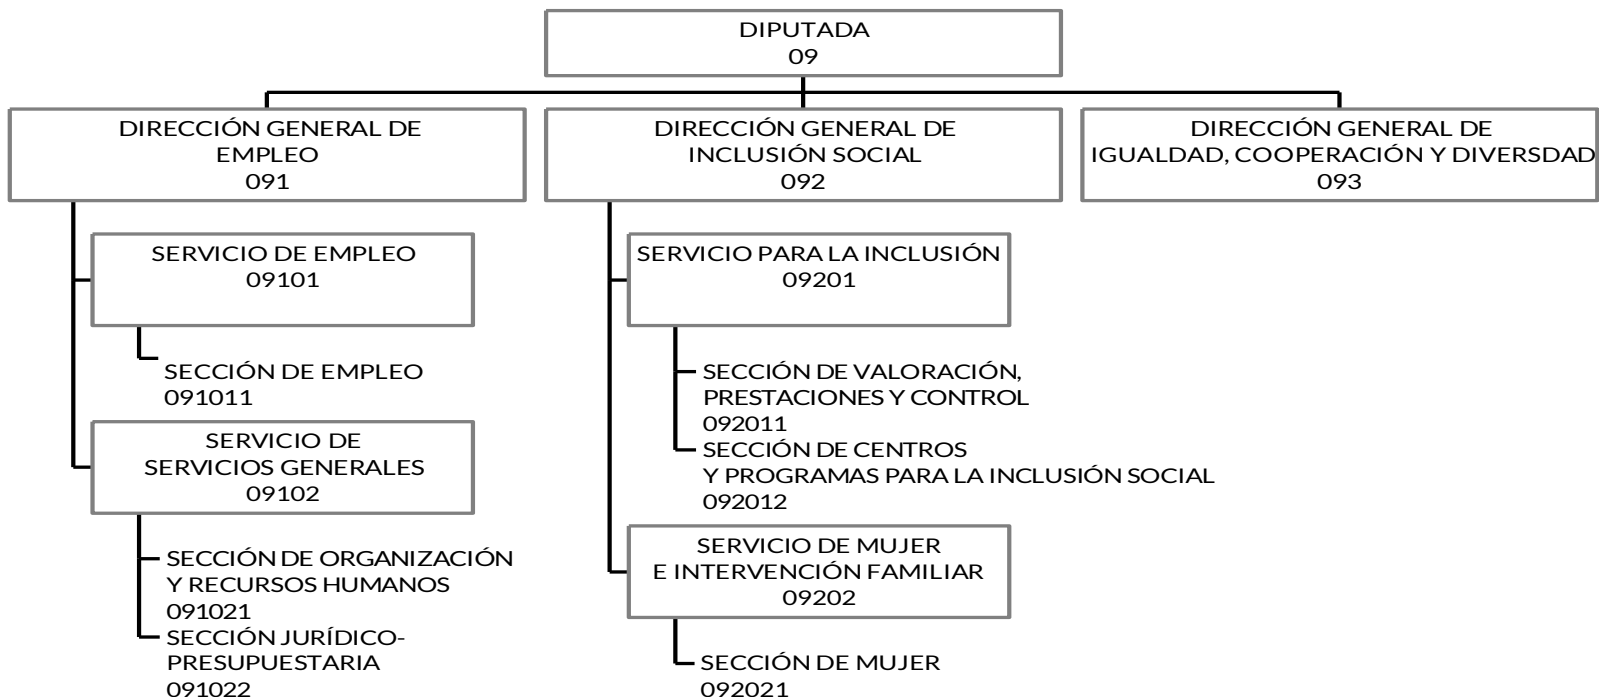 DIPUTADA
09
DIRECCIÓN GENERAL DE
EMPLEO
091
DIRECCIÓN GENERAL DE
INCLUSIÓN SOCIAL
092
DIRECCIÓN GENERAL DE
IGUALDAD, COOPERACIÓN Y DIVERSDAD
093
SERVICIO DE EMPLEO
09101
SECCIÓN DE EMPLEO
091011
SERVICIO DE
SERVICIOS GENERALES
09102
SECCIÓN DE ORGANIZACIÓN
Y RECURSOS HUMANOS
091021
SECCIÓN JURÍDICO-
PRESUPUESTARIA
091022
SERVICIO PARA LA INCLUSIÓN
09201
SECCIÓN DE VALORACIÓN,
PRESTACIONES Y CONTROL
092011
SECCIÓN DE CENTROS
Y PROGRAMAS PARA LA INCLUSIÓN SOCIAL
092012
SERVICIO DE MUJER
E INTERVENCIÓN FAMILIAR
09202
SECCIÓN DE MUJER
092021